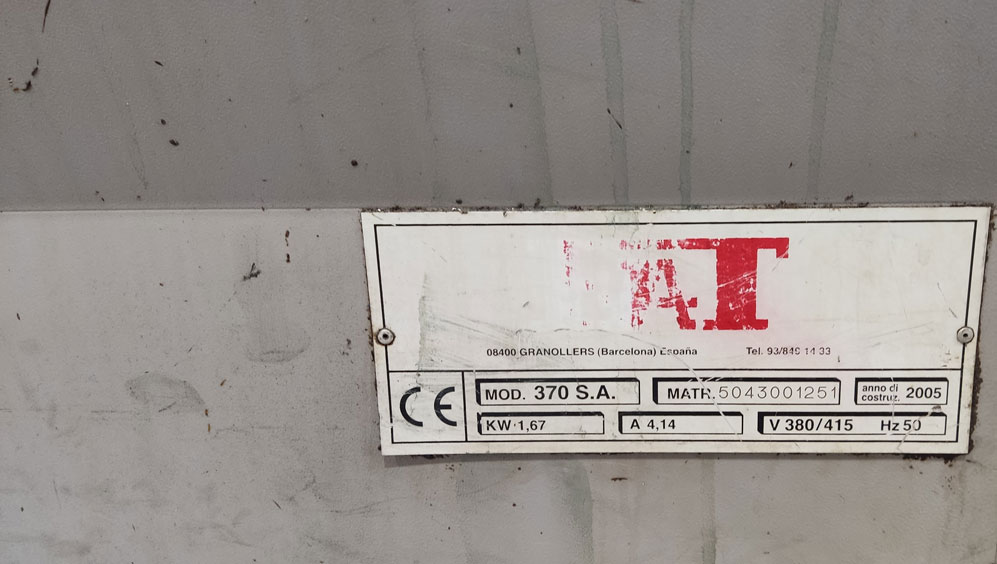 08400 GRANOLLERS (Barcelona) España Tel. 93/849 14 33
CE
MOD. 370 S.A. MATR. 5043001251 anno di costruz. 2005
KW 1,67 A 4,14 V 380/415 Hz 50